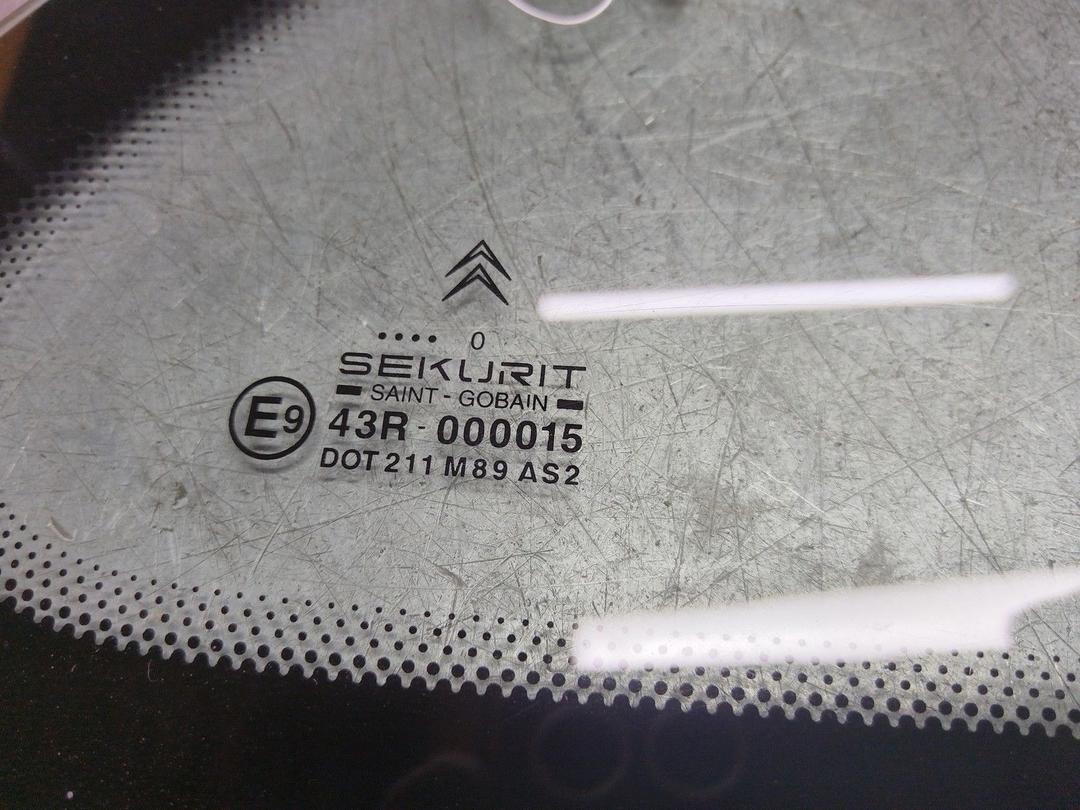 •••• 0
SEKURIT
SAINT-GOBAIN
E9
43R-000015
DOT 211 M89 AS2